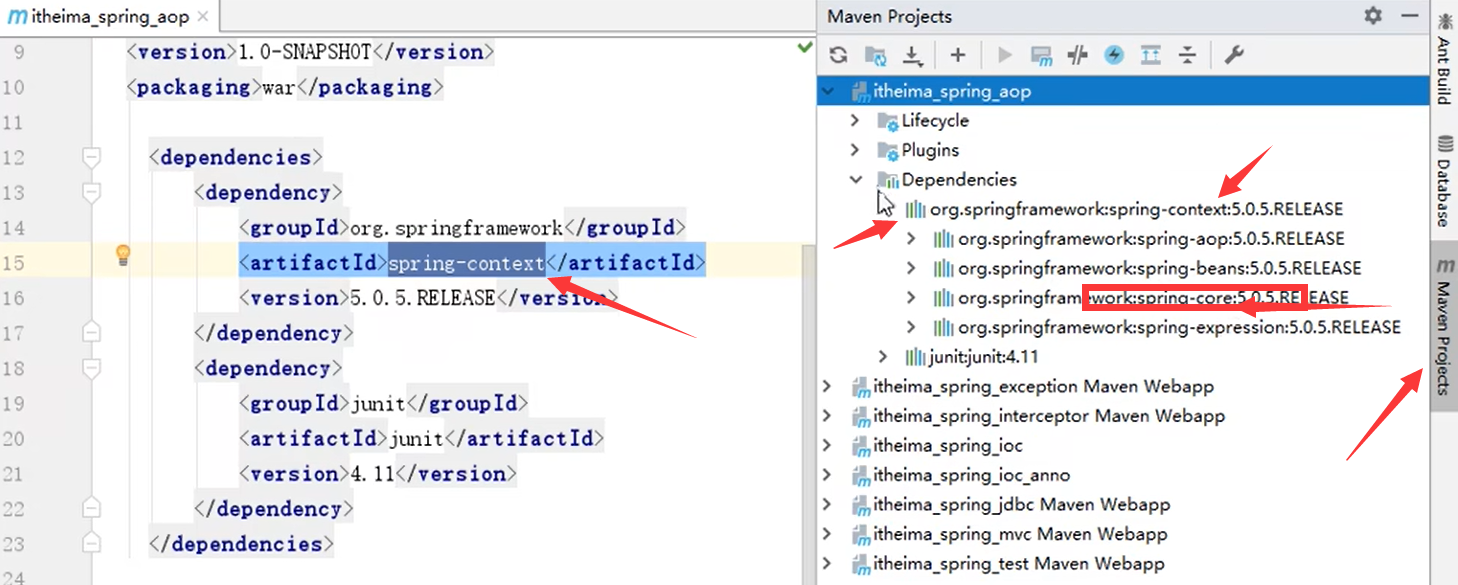 itheima_spring_aop
9 <version>1.0-SNAPSHOT</version>
10 <packaging>war</packaging>
11
12 <dependencies>
13 <dependency>
14 <groupId>org.springframework</groupId>
15 <artifactId>spring-context</artifactId>
16 <version>5.0.5.RELEASE</version>
17 </dependency>
18 <dependency>
19 <groupId>junit</groupId>
20 <artifactId>junit</artifactId>
21 <version>4.11</version>
22 </dependency>
23 </dependencies>
24
Maven Projects
itheima_spring_aop
Lifecycle
Plugins
Dependencies
org.springframework:spring-context:5.0.5.RELEASE
org.springframework:spring-aop:5.0.5.RELEASE
org.springframework:spring-beans:5.0.5.RELEASE
org.springframework:spring-core:5.0.5.RELEASE
org.springframework:spring-expression:5.0.5.RELEASE
junit:junit:4.11
itheima_spring_exception Maven Webapp
itheima_spring_interceptor Maven Webapp
itheima_spring_ioc
itheima_spring_ioc_anno
itheima_spring_jdbc Maven Webapp
itheima_spring_mvc Maven Webapp
itheima_spring_test Maven Webapp
Ant Build
Database
Maven Projects